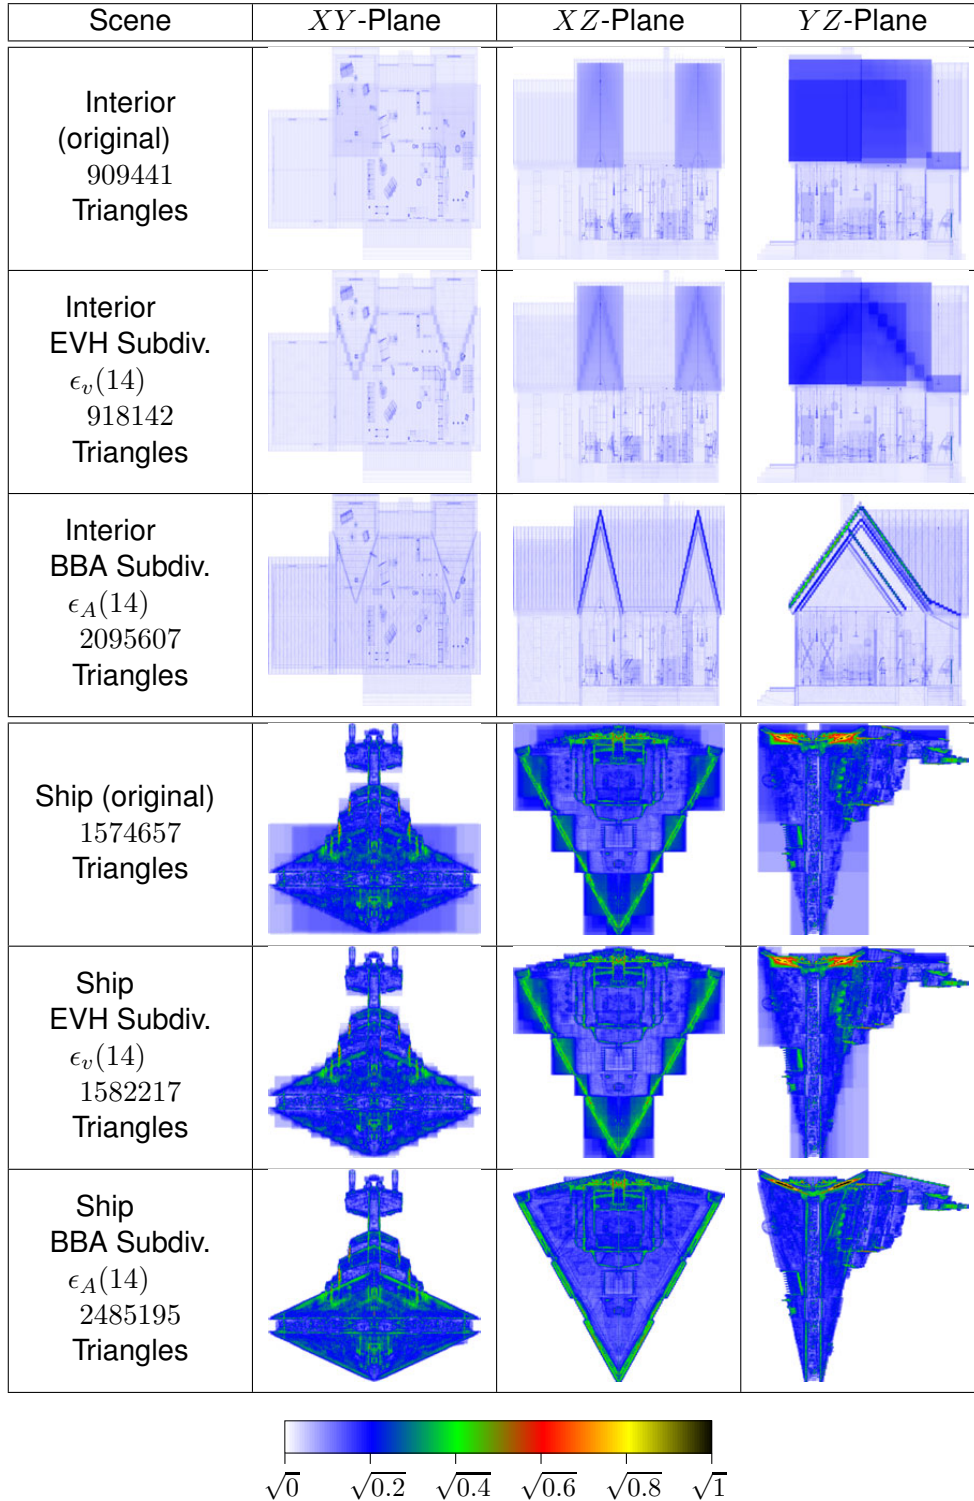 Scene XY-Plane XZ-Plane YZ-Plane
Interior
(original)
909441
Triangles
Interior
EVH Subdiv.
ϵv(14)
918142
Triangles
Interior
BBA Subdiv.
ϵA(14)
2095607
Triangles
Ship (original)
1574657
Triangles
Ship
EVH Subdiv.
ϵv(14)
1582217
Triangles
Ship
BBA Subdiv.
ϵA(14)
2485195
Triangles
√0 √0.2 √0.4 √0.6 √0.8 √1